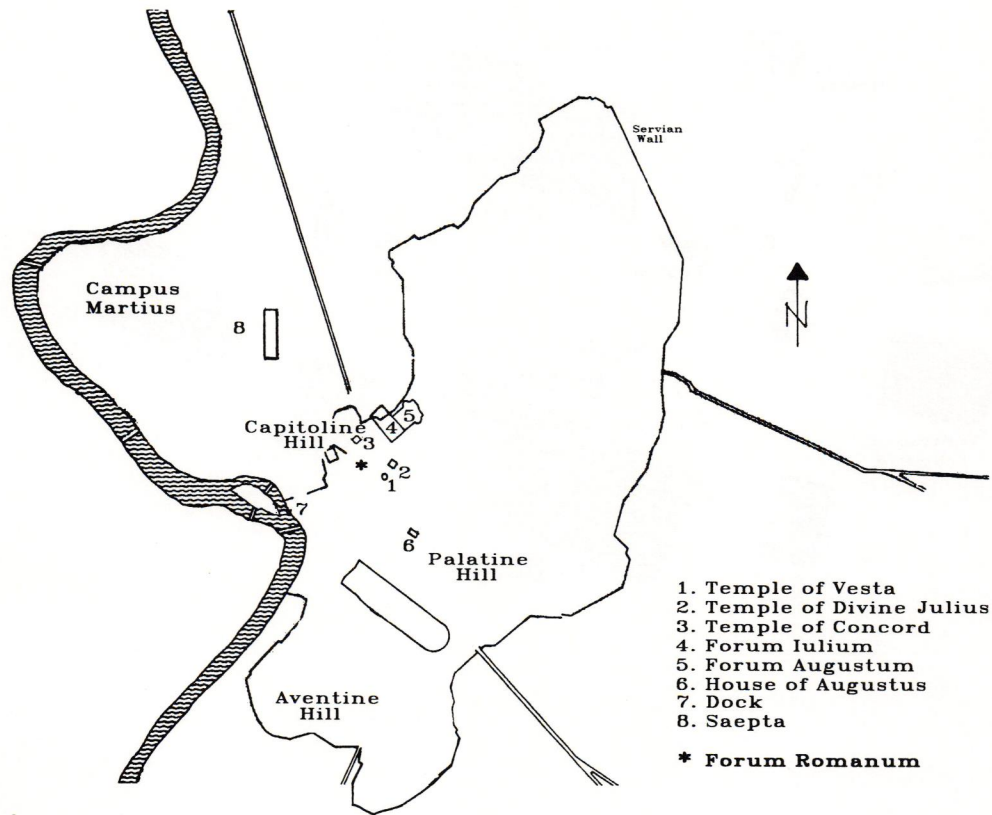 Servian
Wall
N
Campus
Martius
8
Capitoline
Hill
5
4
3
2
*
1
7
6
Palatine
Hill
Aventine
Hill
1. Temple of Vesta
2. Temple of Divine Julius
3. Temple of Concord
4. Forum Iulium
5. Forum Augustum
6. House of Augustus
7. Dock
8. Saepta
* Forum Romanum